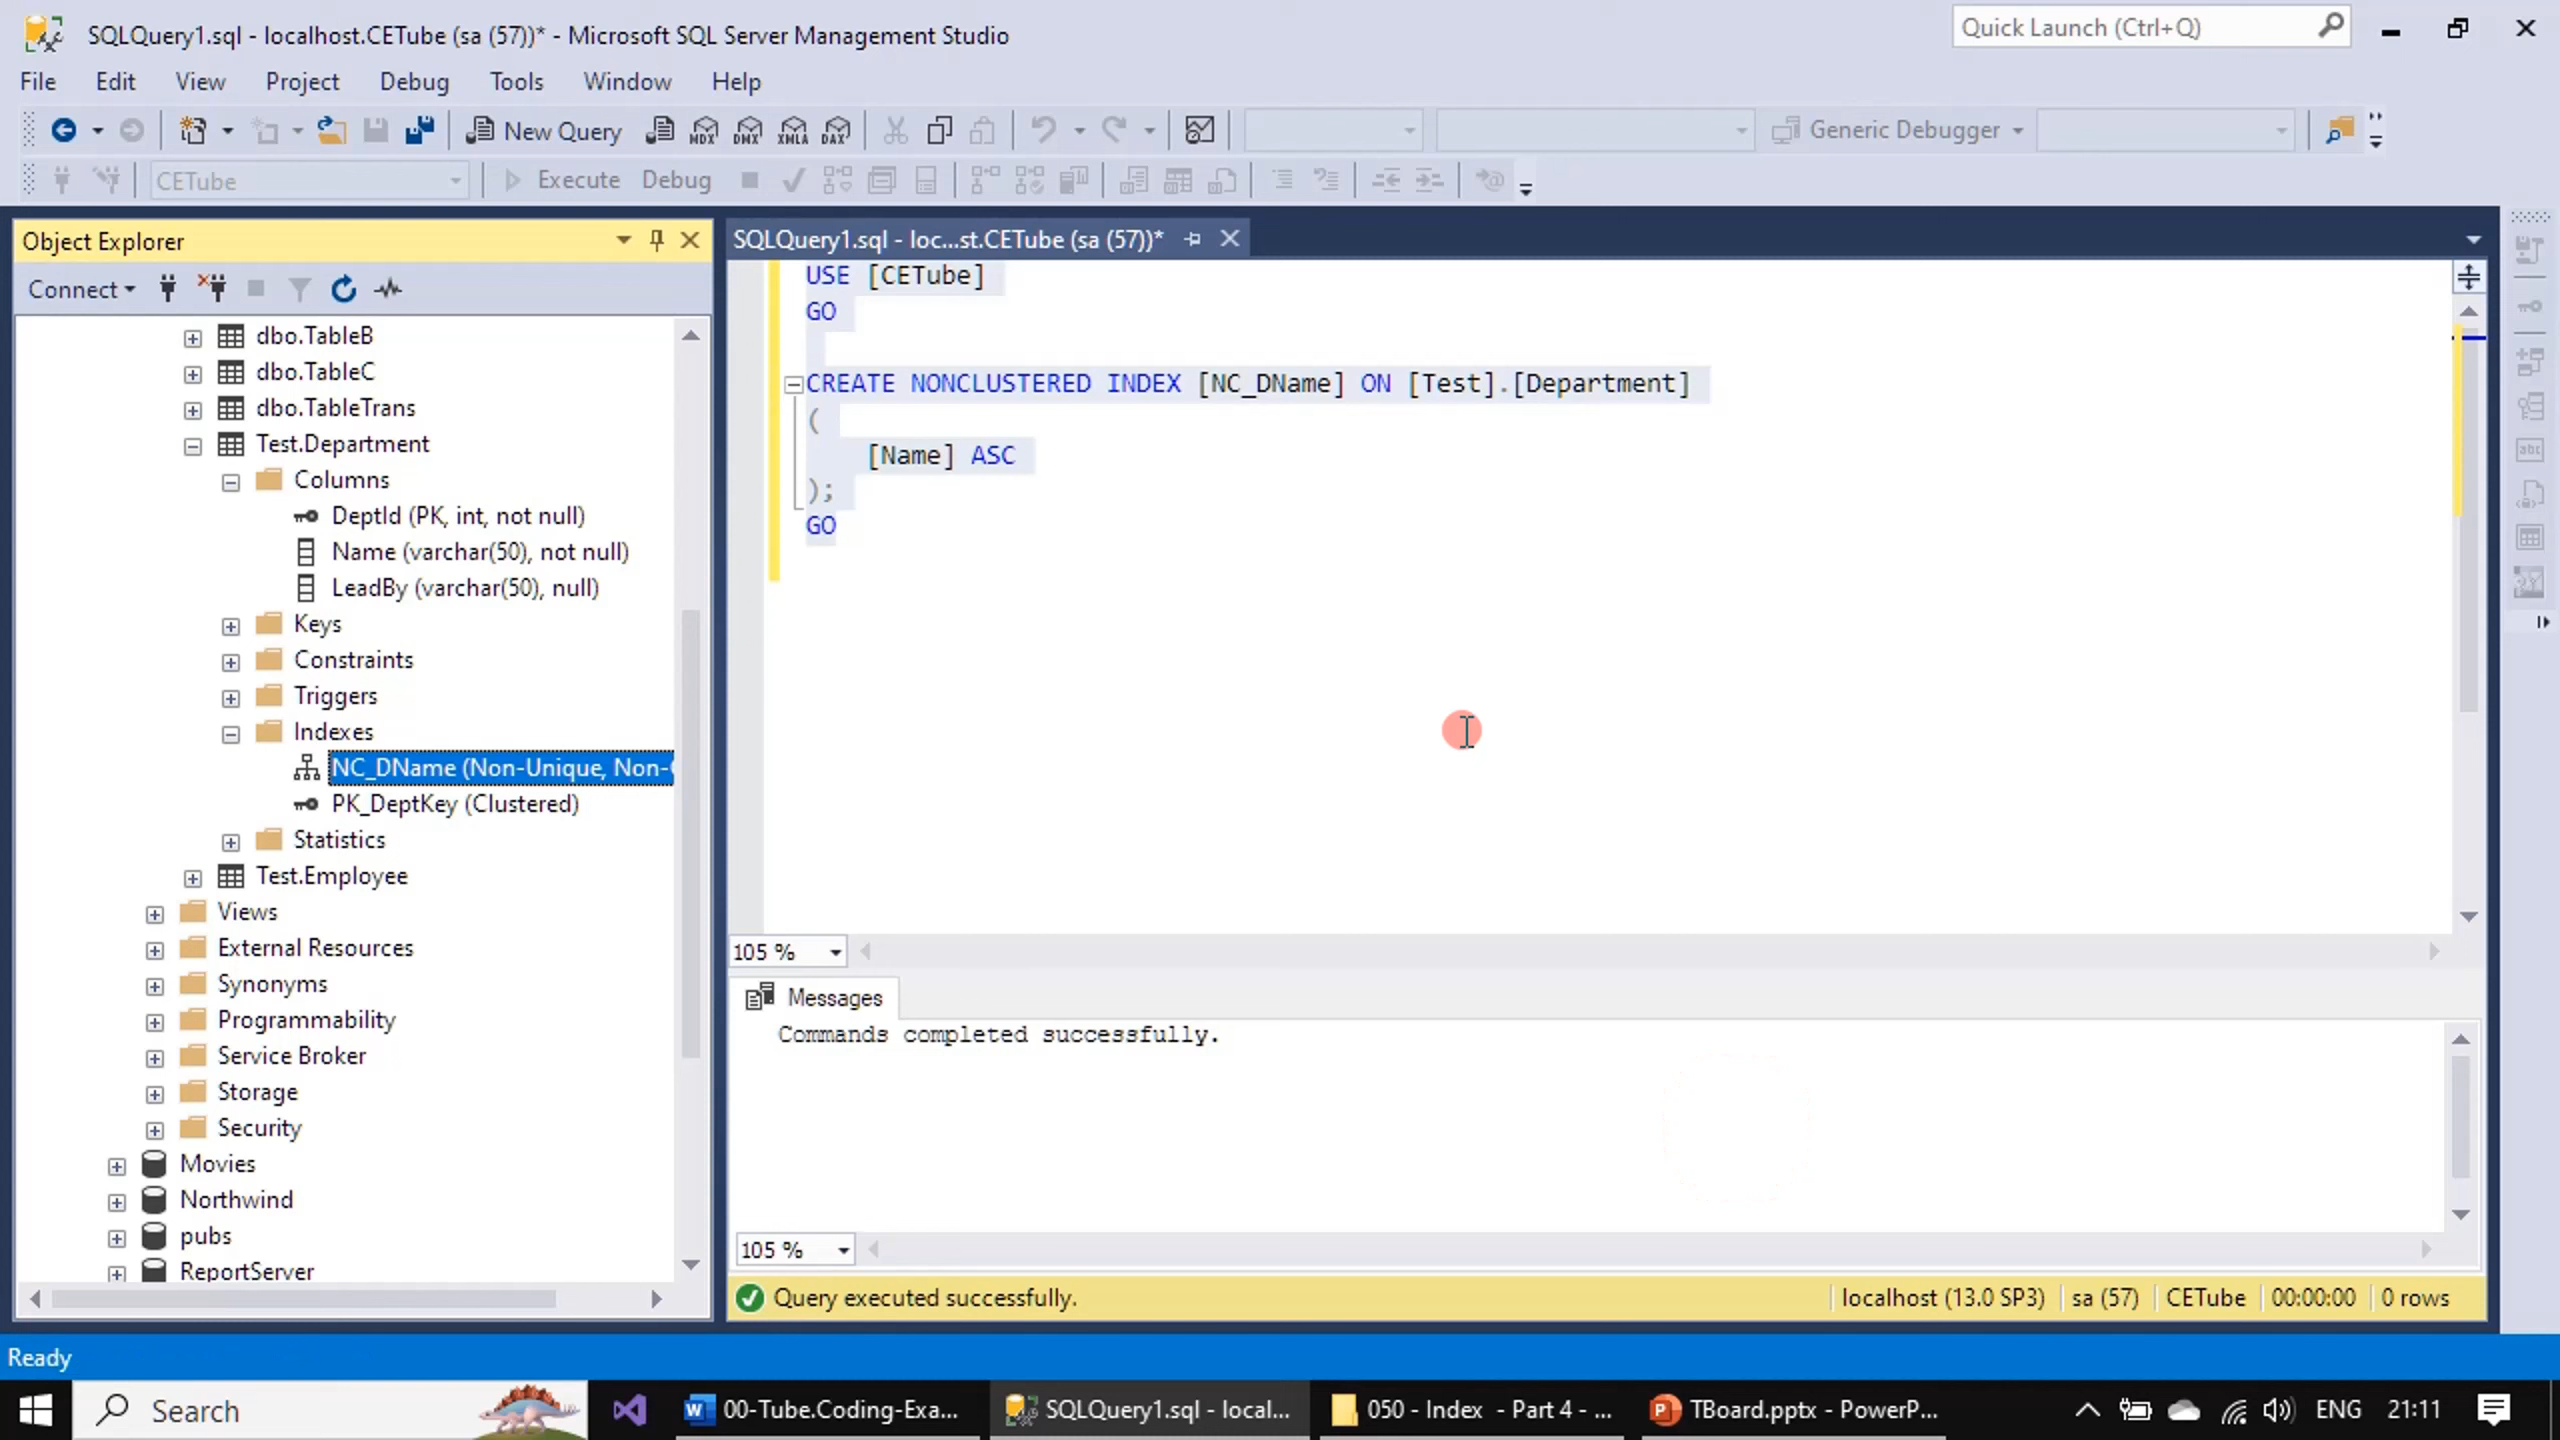 SQLQuery1.sql - localhost.CETube (sa (57))* - Microsoft SQL Server Management Studio
Quick Launch (Ctrl+Q)
File Edit View Project Debug Tools Window Help
New Query MDX DMX XMLA DAX Generic Debugger
CETube Execute Debug
Object Explorer
Connect
dbo.TableB
dbo.TableC
dbo.TableTrans
Test.Department
Columns
DeptId (PK, int, not null)
Name (varchar(50), not null)
LeadBy (varchar(50), null)
Keys
Constraints
Triggers
Indexes
NC_DName (Non-Unique, Non-
PK_DeptKey (Clustered)
Statistics
Test.Employee
Views
External Resources
Synonyms
Programmability
Service Broker
Storage
Security
Movies
Northwind
pubs
ReportServer
SQLQuery1.sql - loc...st.CETube (sa (57))*
USE [CETube]
GO
CREATE NONCLUSTERED INDEX [NC_DName] ON [Test].[Department]
(
[Name] ASC
);
GO
105 %
Messages
Commands completed successfully.
105 %
Query executed successfully. localhost (13.0 SP3) sa (57) CETube 00:00:00 0 rows
Ready
Search 00-Tube.Coding-Exa... SQLQuery1.sql - local... 050 - Index - Part 4 - ... TBoard.pptx - PowerP... ENG 21:11